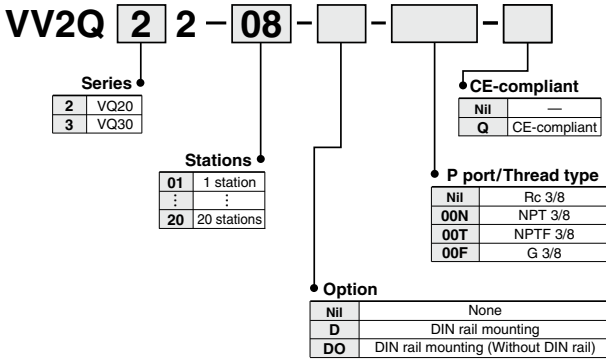 VV2Q 2 2 – 08 – – –
Series
2 VQ20
3 VQ30
Stations
01 1 station
⋮ ⋮
20 20 stations
CE-compliant
Nil —
Q CE-compliant
P port/Thread type
Nil Rc 3/8
00N NPT 3/8
00T NPTF 3/8
00F G 3/8
Option
Nil None
D DIN rail mounting
DO DIN rail mounting (Without DIN rail)